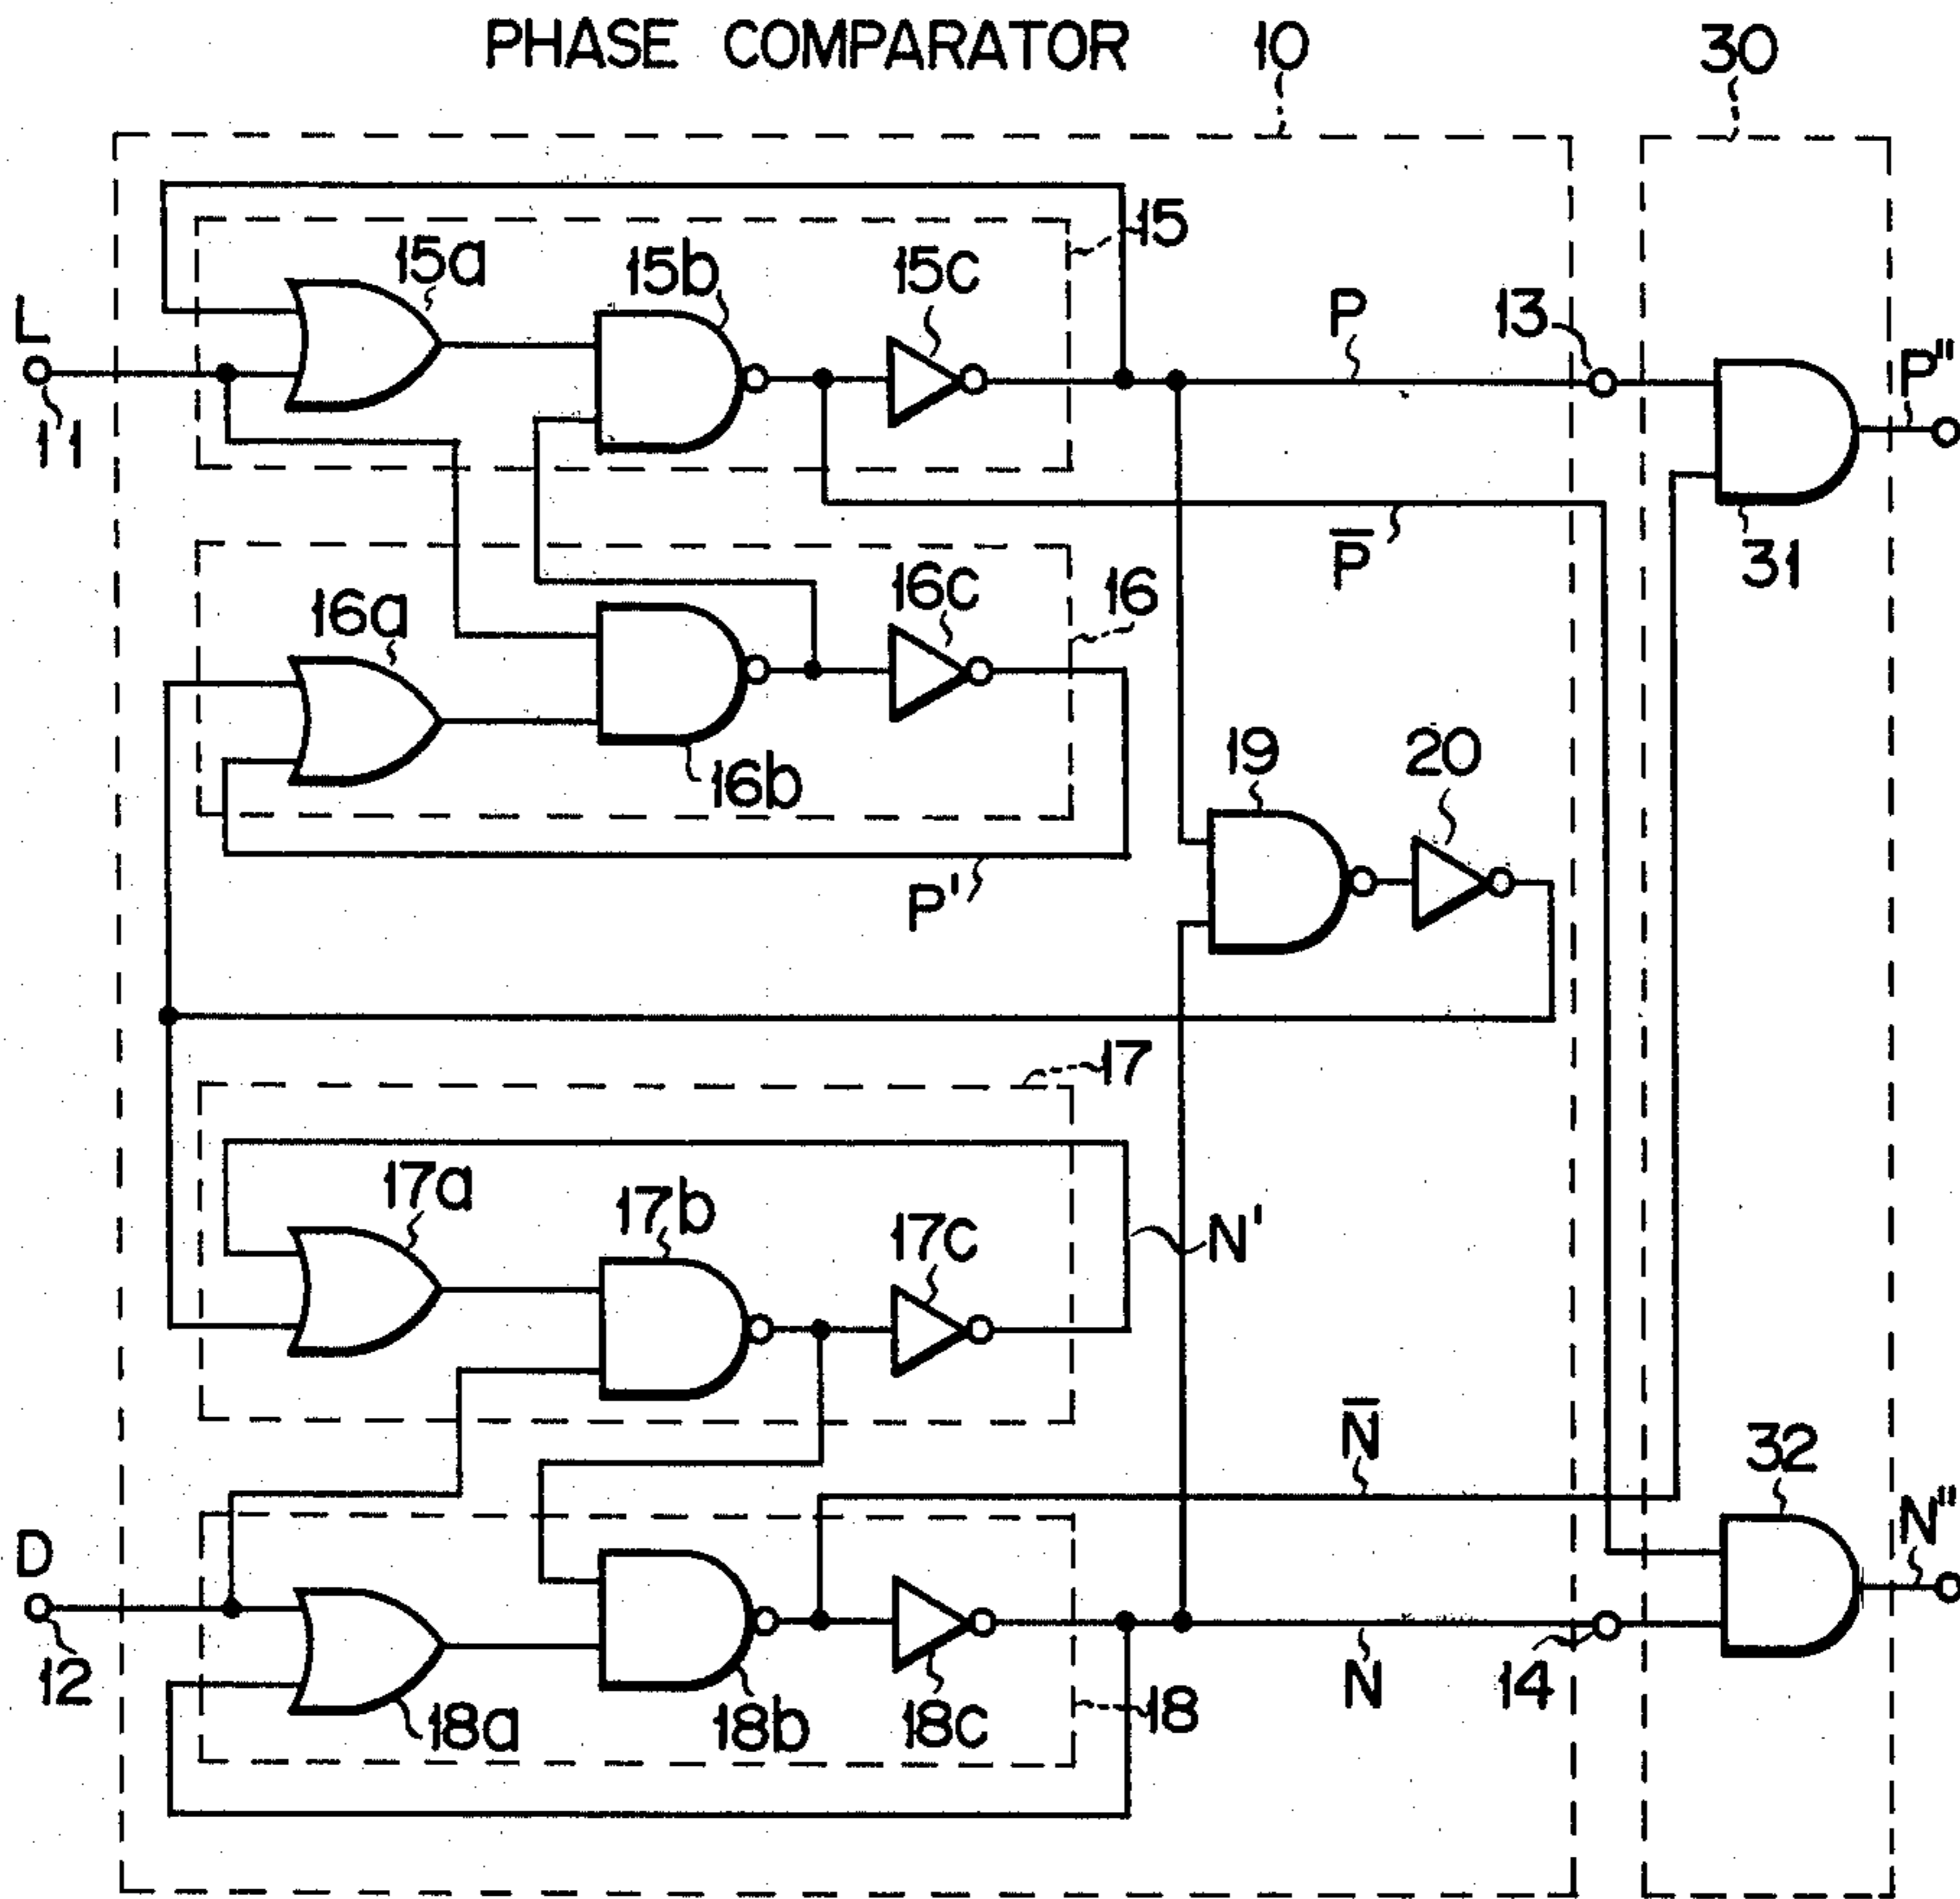 PHASE COMPARATOR
10
30
15
15a
15b
15c
L
11
P
13
P"
P̅
31
16
16a
16b
16c
P'
19
20
17
17a
17b
17c
N'
N̅
32
N"
D
12
18a
18b
18c
18
N
14